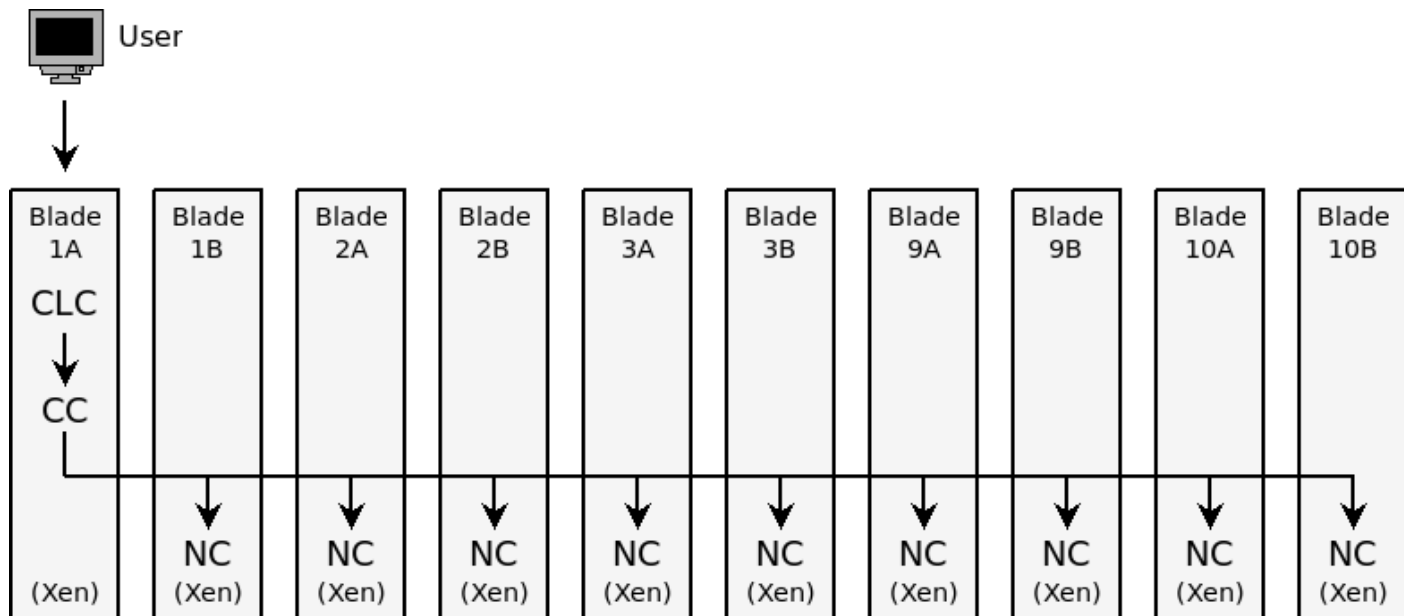 User
Blade
1A
CLC
CC
(Xen)
Blade
1B
NC
(Xen)
Blade
2A
NC
(Xen)
Blade
2B
NC
(Xen)
Blade
3A
NC
(Xen)
Blade
3B
NC
(Xen)
Blade
9A
NC
(Xen)
Blade
9B
NC
(Xen)
Blade
10A
NC
(Xen)
Blade
10B
NC
(Xen)